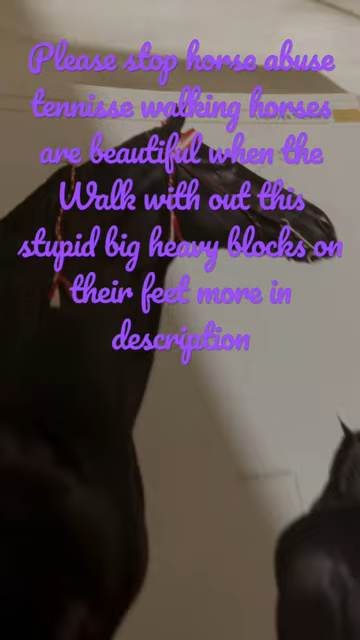 Please stop horse abuse
tennisse walking horses
are beautiful when the
Walk with out this
stupid big heavy blocks on
their feet more in
description